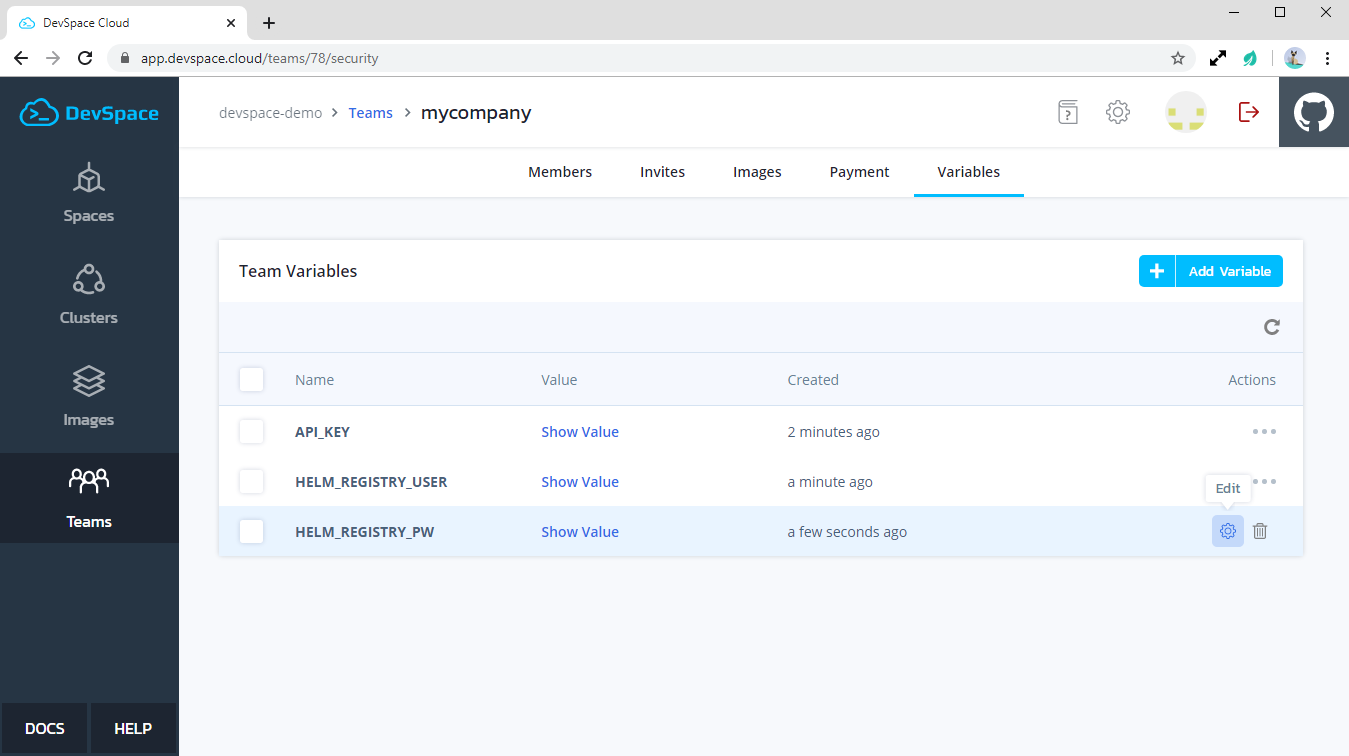 DevSpace Cloud
app.devspace.cloud/teams/78/security
DevSpace
devspace-demo > Teams > mycompany
Members Invites Images Payment Variables
Spaces
Clusters
Images
Teams
DOCS HELP
Team Variables
+ Add Variable
Name Value Created Actions
API_KEY Show Value 2 minutes ago
HELM_REGISTRY_USER Show Value a minute ago
Edit
HELM_REGISTRY_PW Show Value a few seconds ago